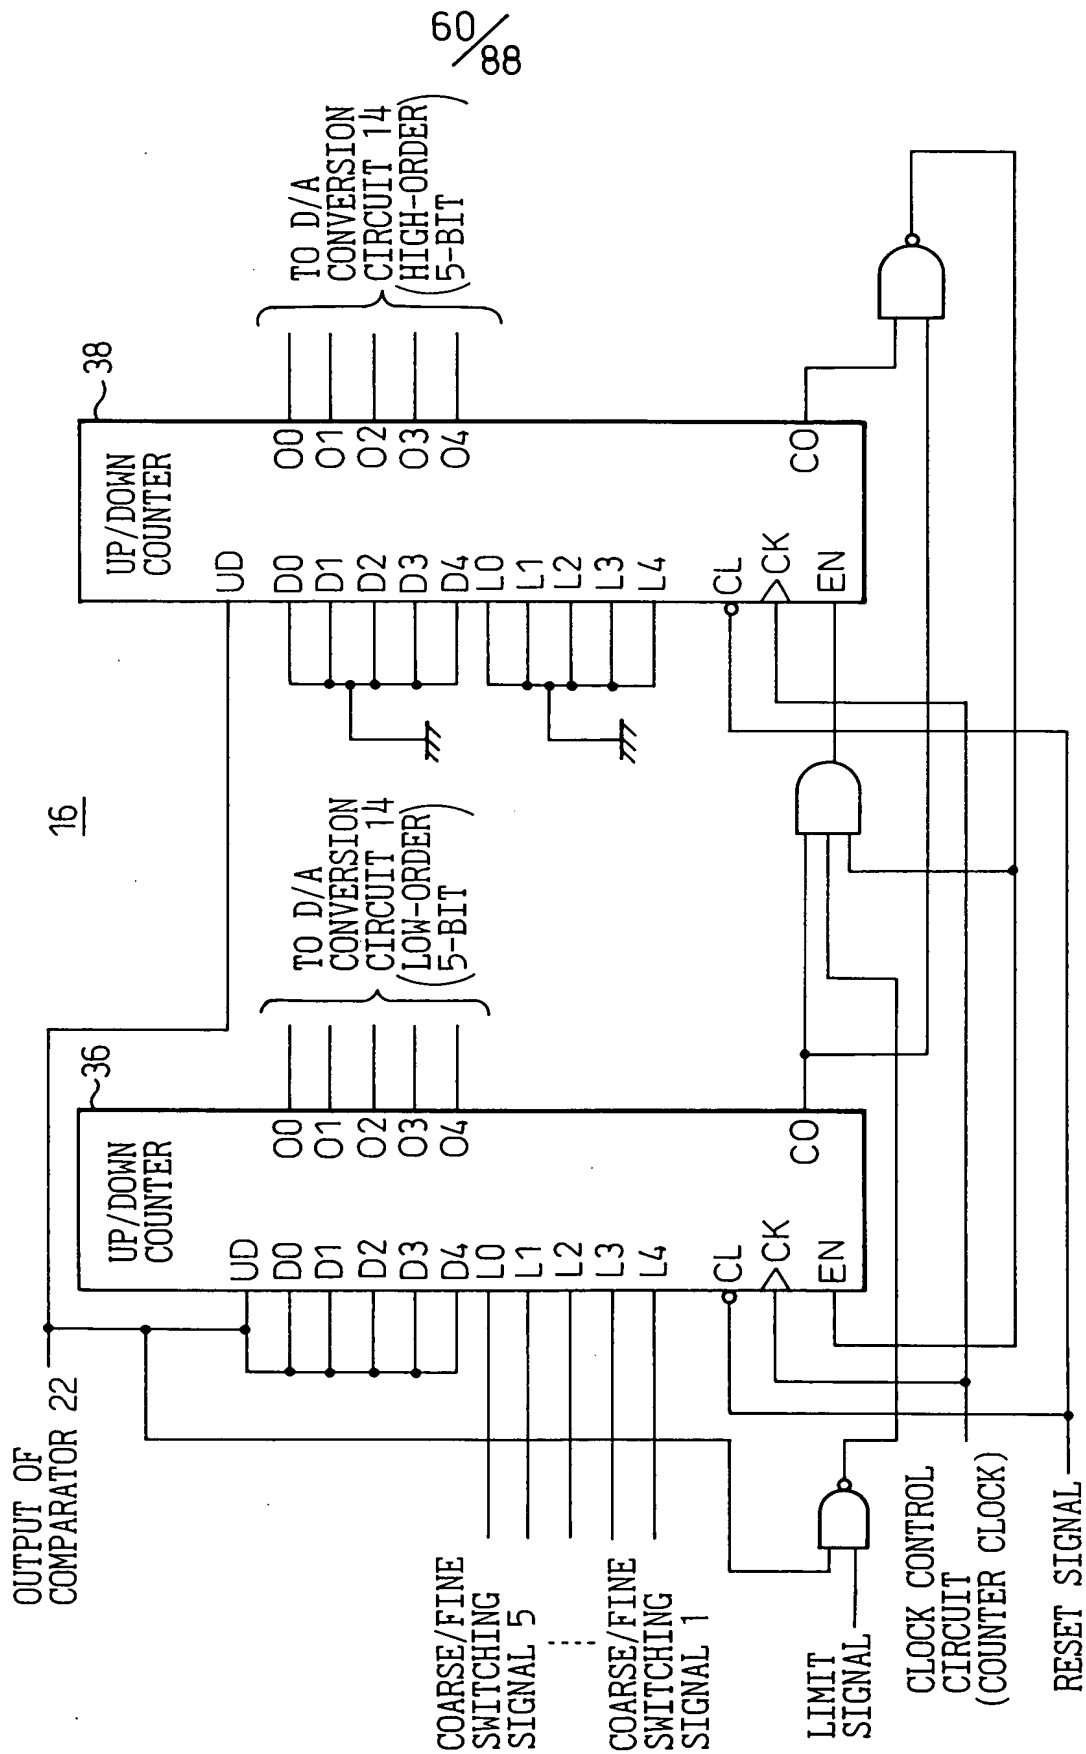 60/88
16
OUTPUT OF
COMPARATOR 22
36
UP/DOWN
COUNTER
UD
D0
D1
D2
D3
D4
L0
L1
L2
L3
L4
CL
CK
EN
O0
O1
O2
O3
O4
CO
TO D/A
CONVERSION
CIRCUIT 14
(LOW-ORDER
5-BIT)
38
UP/DOWN
COUNTER
UD
D0
D1
D2
D3
D4
L0
L1
L2
L3
L4
CL
CK
EN
O0
O1
O2
O3
O4
CO
TO D/A
CONVERSION
CIRCUIT 14
(HIGH-ORDER
5-BIT)
COARSE/FINE
SWITCHING
SIGNAL 5
COARSE/FINE
SWITCHING
SIGNAL 1
LIMIT
SIGNAL
CLOCK CONTROL
CIRCUIT
(COUNTER CLOCK)
RESET SIGNAL